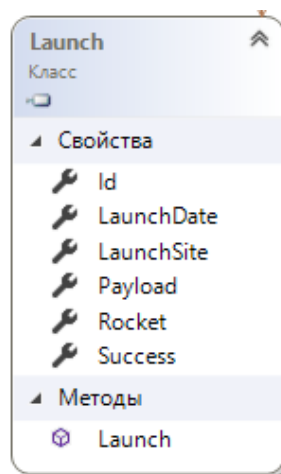 Launch
Класс
Свойства
Id
LaunchDate
LaunchSite
Payload
Rocket
Success
Методы
Launch